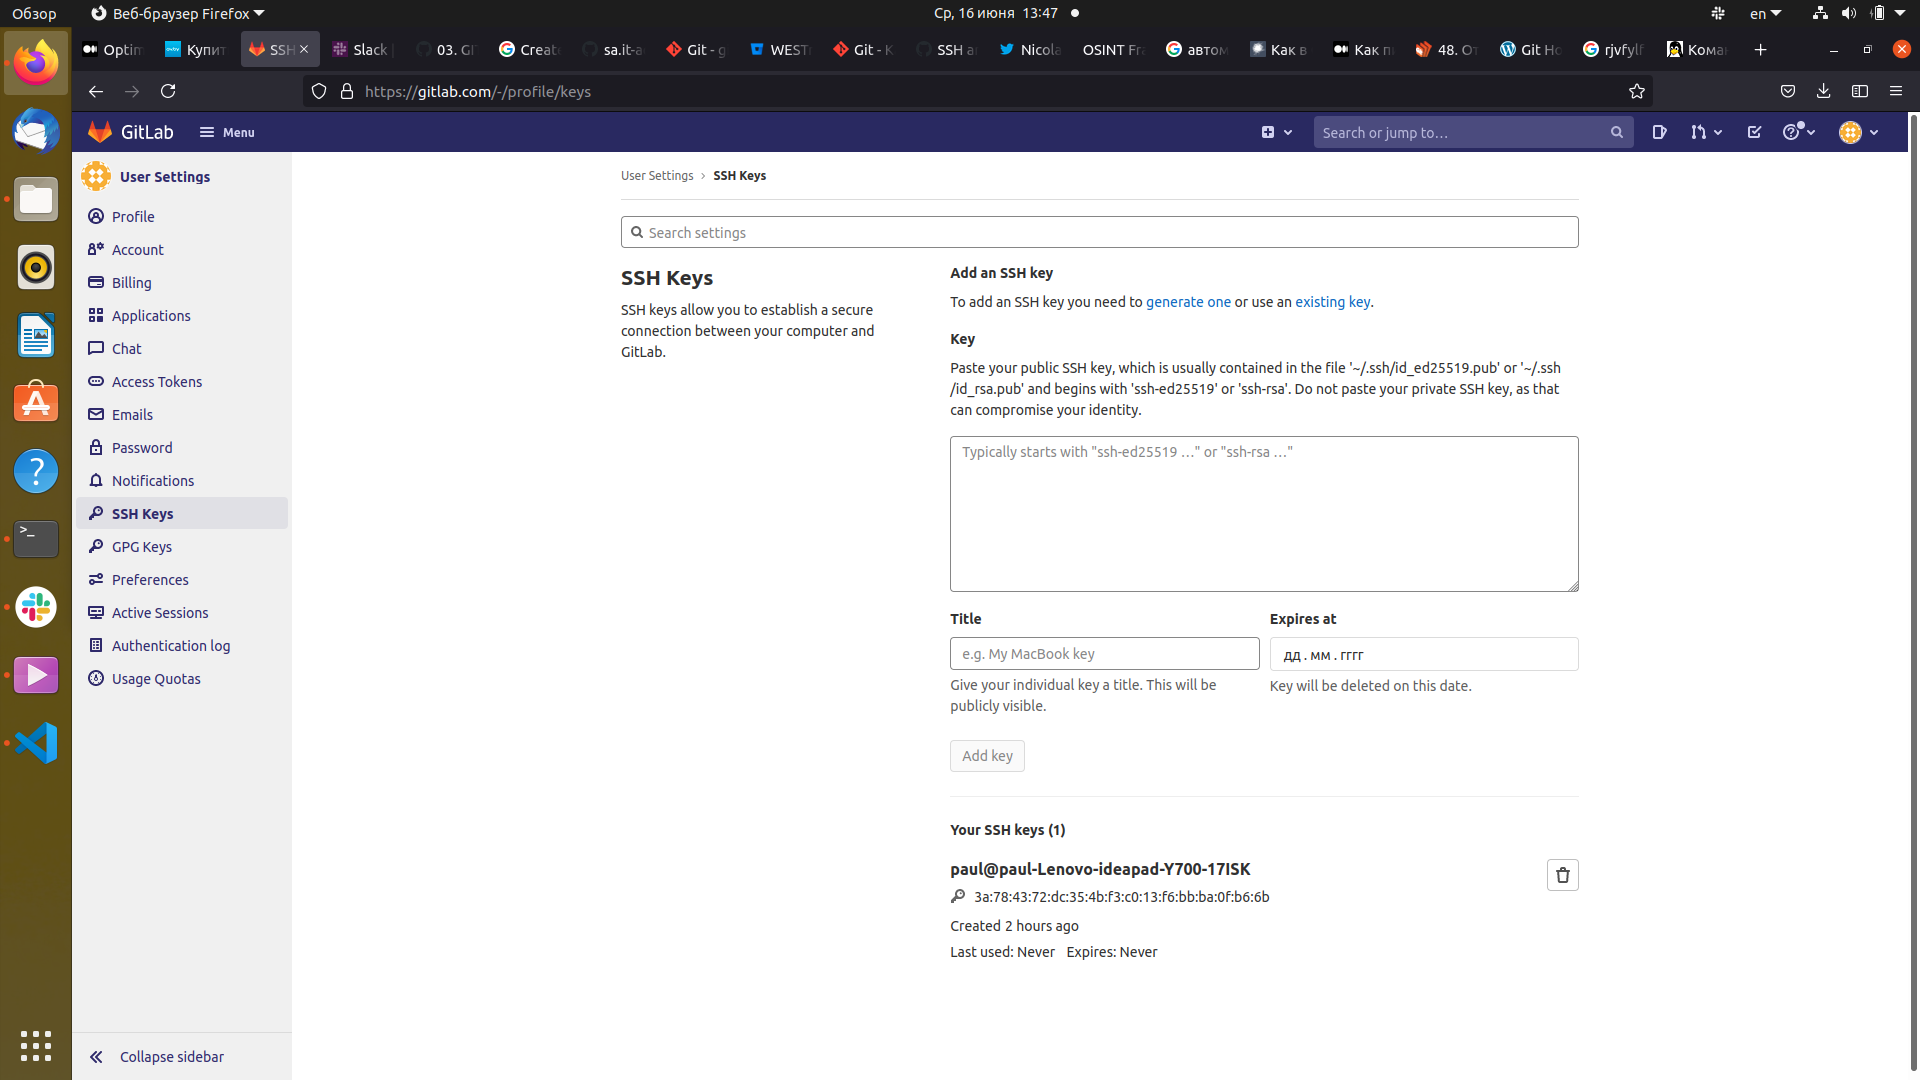 Обзор
Веб-браузер Firefox
Ср, 16 июня 13:47
en
Optim
Купит
SSH
Slack
03. Gi
Create
sa.it-a
Git - g
WEST
Git - К
SSH a
Nicola
OSINT Fra
автом
Как в
Как п
48. От
Git Ho
rjvfylf
Кома
https://gitlab.com/-/profile/keys
GitLab
Menu
Search or jump to…
User Settings
Profile
Account
Billing
Applications
Chat
Access Tokens
Emails
Password
Notifications
SSH Keys
GPG Keys
Preferences
Active Sessions
Authentication log
Usage Quotas
Collapse sidebar
User Settings › SSH Keys
Search settings
SSH Keys
SSH keys allow you to establish a secure
connection between your computer and
GitLab.
Add an SSH key
To add an SSH key you need to generate one or use an existing key.
Key
Paste your public SSH key, which is usually contained in the file '~/.ssh/id_ed25519.pub' or '~/.ssh
/id_rsa.pub' and begins with 'ssh-ed25519' or 'ssh-rsa'. Do not paste your private SSH key, as that
can compromise your identity.
Typically starts with "ssh-ed25519 …" or "ssh-rsa …"
Title
Expires at
e.g. My MacBook key
дд . мм . гггг
Give your individual key a title. This will be
publicly visible.
Key will be deleted on this date.
Add key
Your SSH keys (1)
paul@paul-Lenovo-ideapad-Y700-17ISK
3a:78:43:72:dc:35:4b:f3:c0:13:f6:bb:ba:0f:b6:6b
Created 2 hours ago
Last used: Never Expires: Never